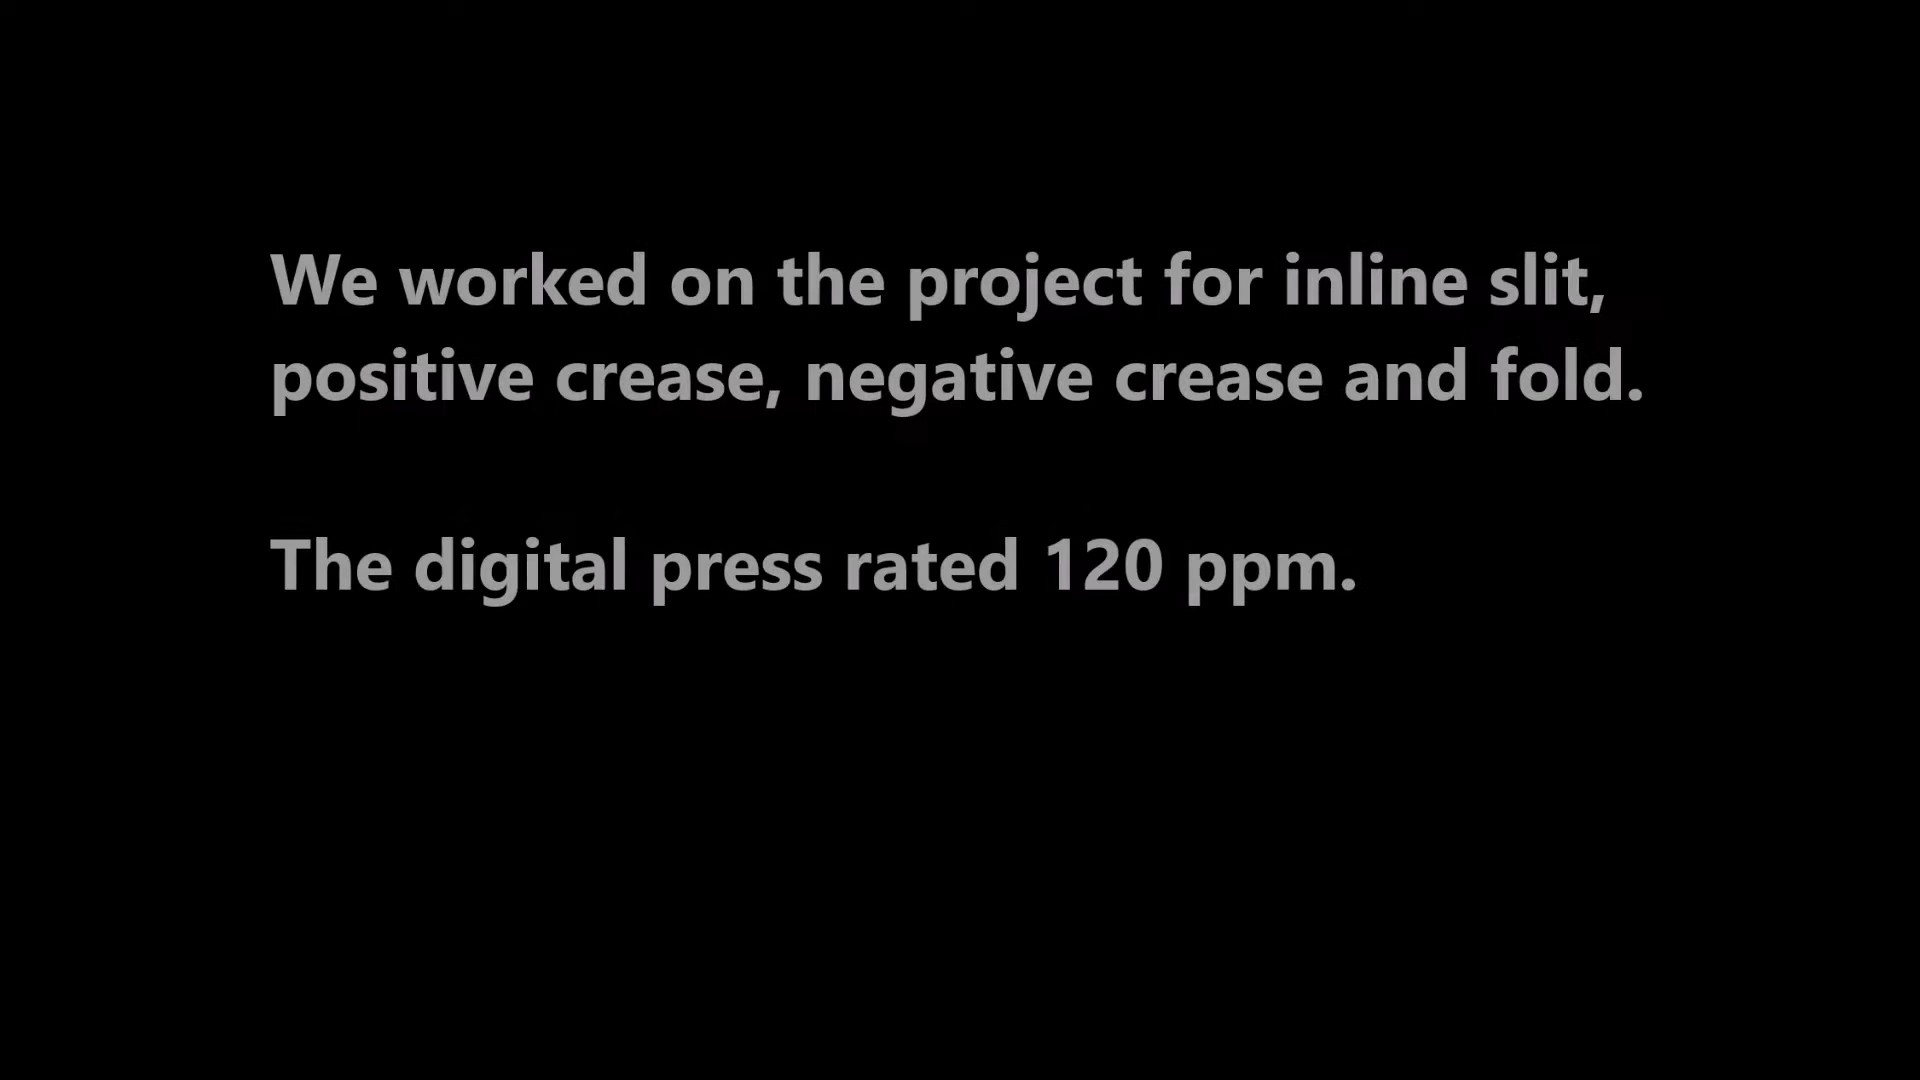 We worked on the project for inline slit,
positive crease, negative crease and fold.
The digital press rated 120 ppm.